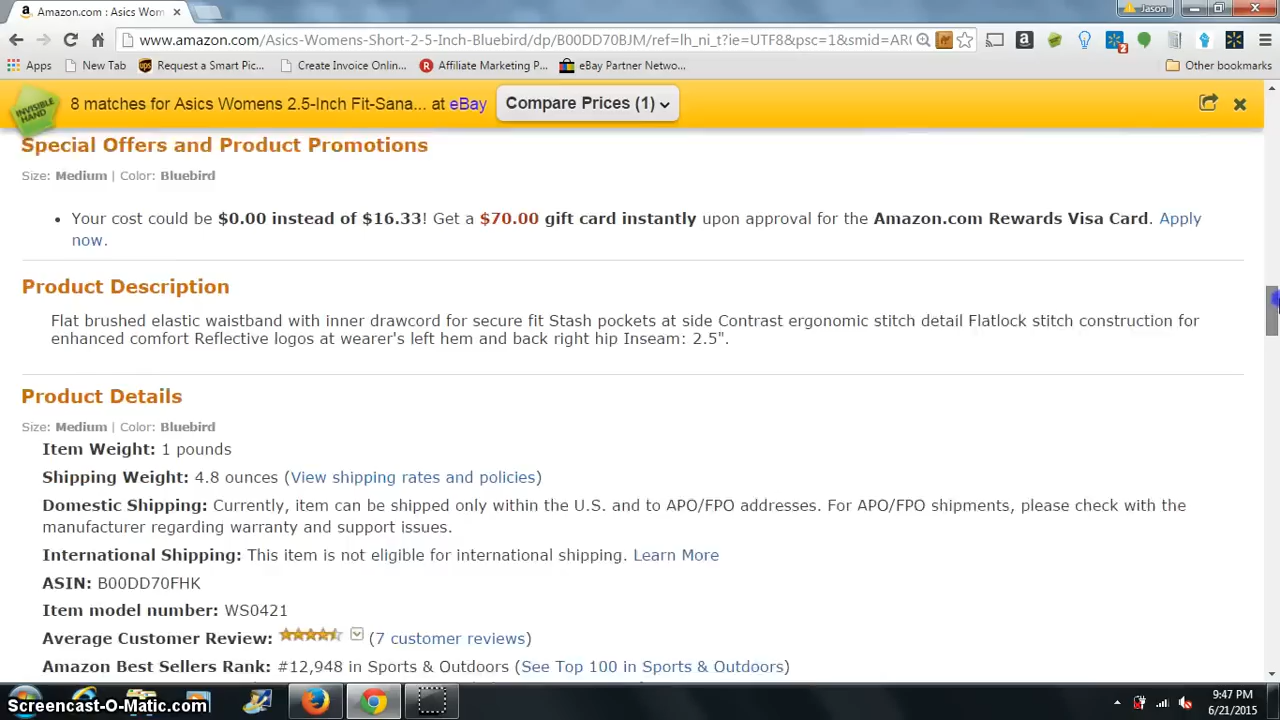 Amazon.com : Asics Wom
Jason
www.amazon.com/Asics-Womens-Short-2-5-Inch-Bluebird/dp/B00DD70BJM/ref=lh_ni_t?ie=UTF8&psc=1&smid=AR
2
Apps New Tab Request a Smart Pic... Create Invoice Onlin... Affiliate Marketing P... eBay Partner Netwo... Other bookmarks
INVISIBLE HAND
8 matches for Asics Womens 2.5-Inch Fit-Sana... at eBay Compare Prices (1)
Special Offers and Product Promotions
Size: Medium | Color: Bluebird
• Your cost could be $0.00 instead of $16.33! Get a $70.00 gift card instantly upon approval for the Amazon.com Rewards Visa Card. Apply
now.
Product Description
Flat brushed elastic waistband with inner drawcord for secure fit Stash pockets at side Contrast ergonomic stitch detail Flatlock stitch construction for
enhanced comfort Reflective logos at wearer's left hem and back right hip Inseam: 2.5".
Product Details
Size: Medium | Color: Bluebird
Item Weight: 1 pounds
Shipping Weight: 4.8 ounces (View shipping rates and policies)
Domestic Shipping: Currently, item can be shipped only within the U.S. and to APO/FPO addresses. For APO/FPO shipments, please check with the
manufacturer regarding warranty and support issues.
International Shipping: This item is not eligible for international shipping. Learn More
ASIN: B00DD70FHK
Item model number: WS0421
Average Customer Review: (7 customer reviews)
Amazon Best Sellers Rank: #12,948 in Sports & Outdoors (See Top 100 in Sports & Outdoors)
Screencast-O-Matic.com
9:47 PM
6/21/2015